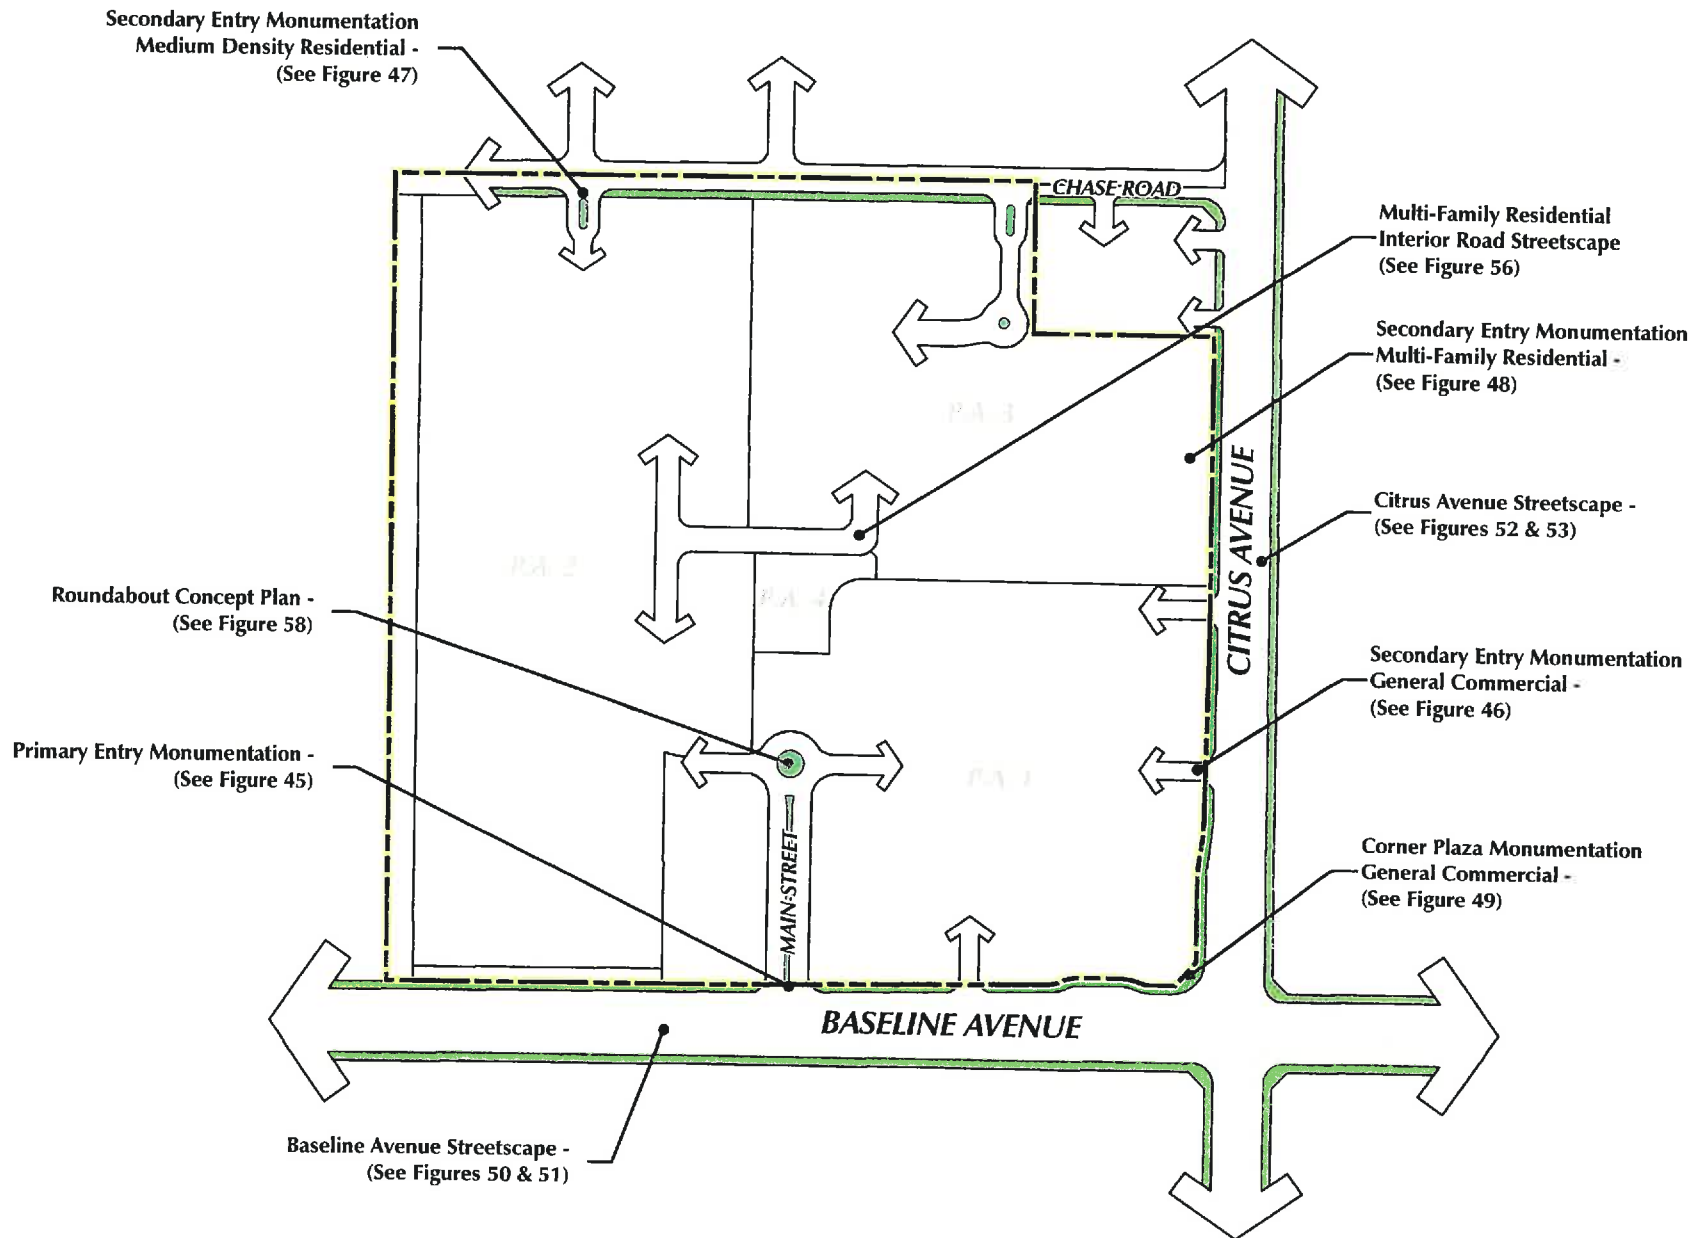 Secondary Entry Monumentation
Medium Density Residential -
(See Figure 47)
CHASE ROAD
Multi-Family Residential
Interior Road Streetscape
(See Figure 56)
Secondary Entry Monumentation
Multi-Family Residential -
(See Figure 48)
P.A. 3
CITRUS AVENUE
Citrus Avenue Streetscape -
(See Figures 52 & 53)
P.A. 2
P.A. 4
Roundabout Concept Plan -
(See Figure 58)
Secondary Entry Monumentation
General Commercial -
(See Figure 46)
Primary Entry Monumentation -
(See Figure 45)
P.A. 1
MAIN STREET
Corner Plaza Monumentation
General Commercial -
(See Figure 49)
BASELINE AVENUE
Baseline Avenue Streetscape -
(See Figures 50 & 51)